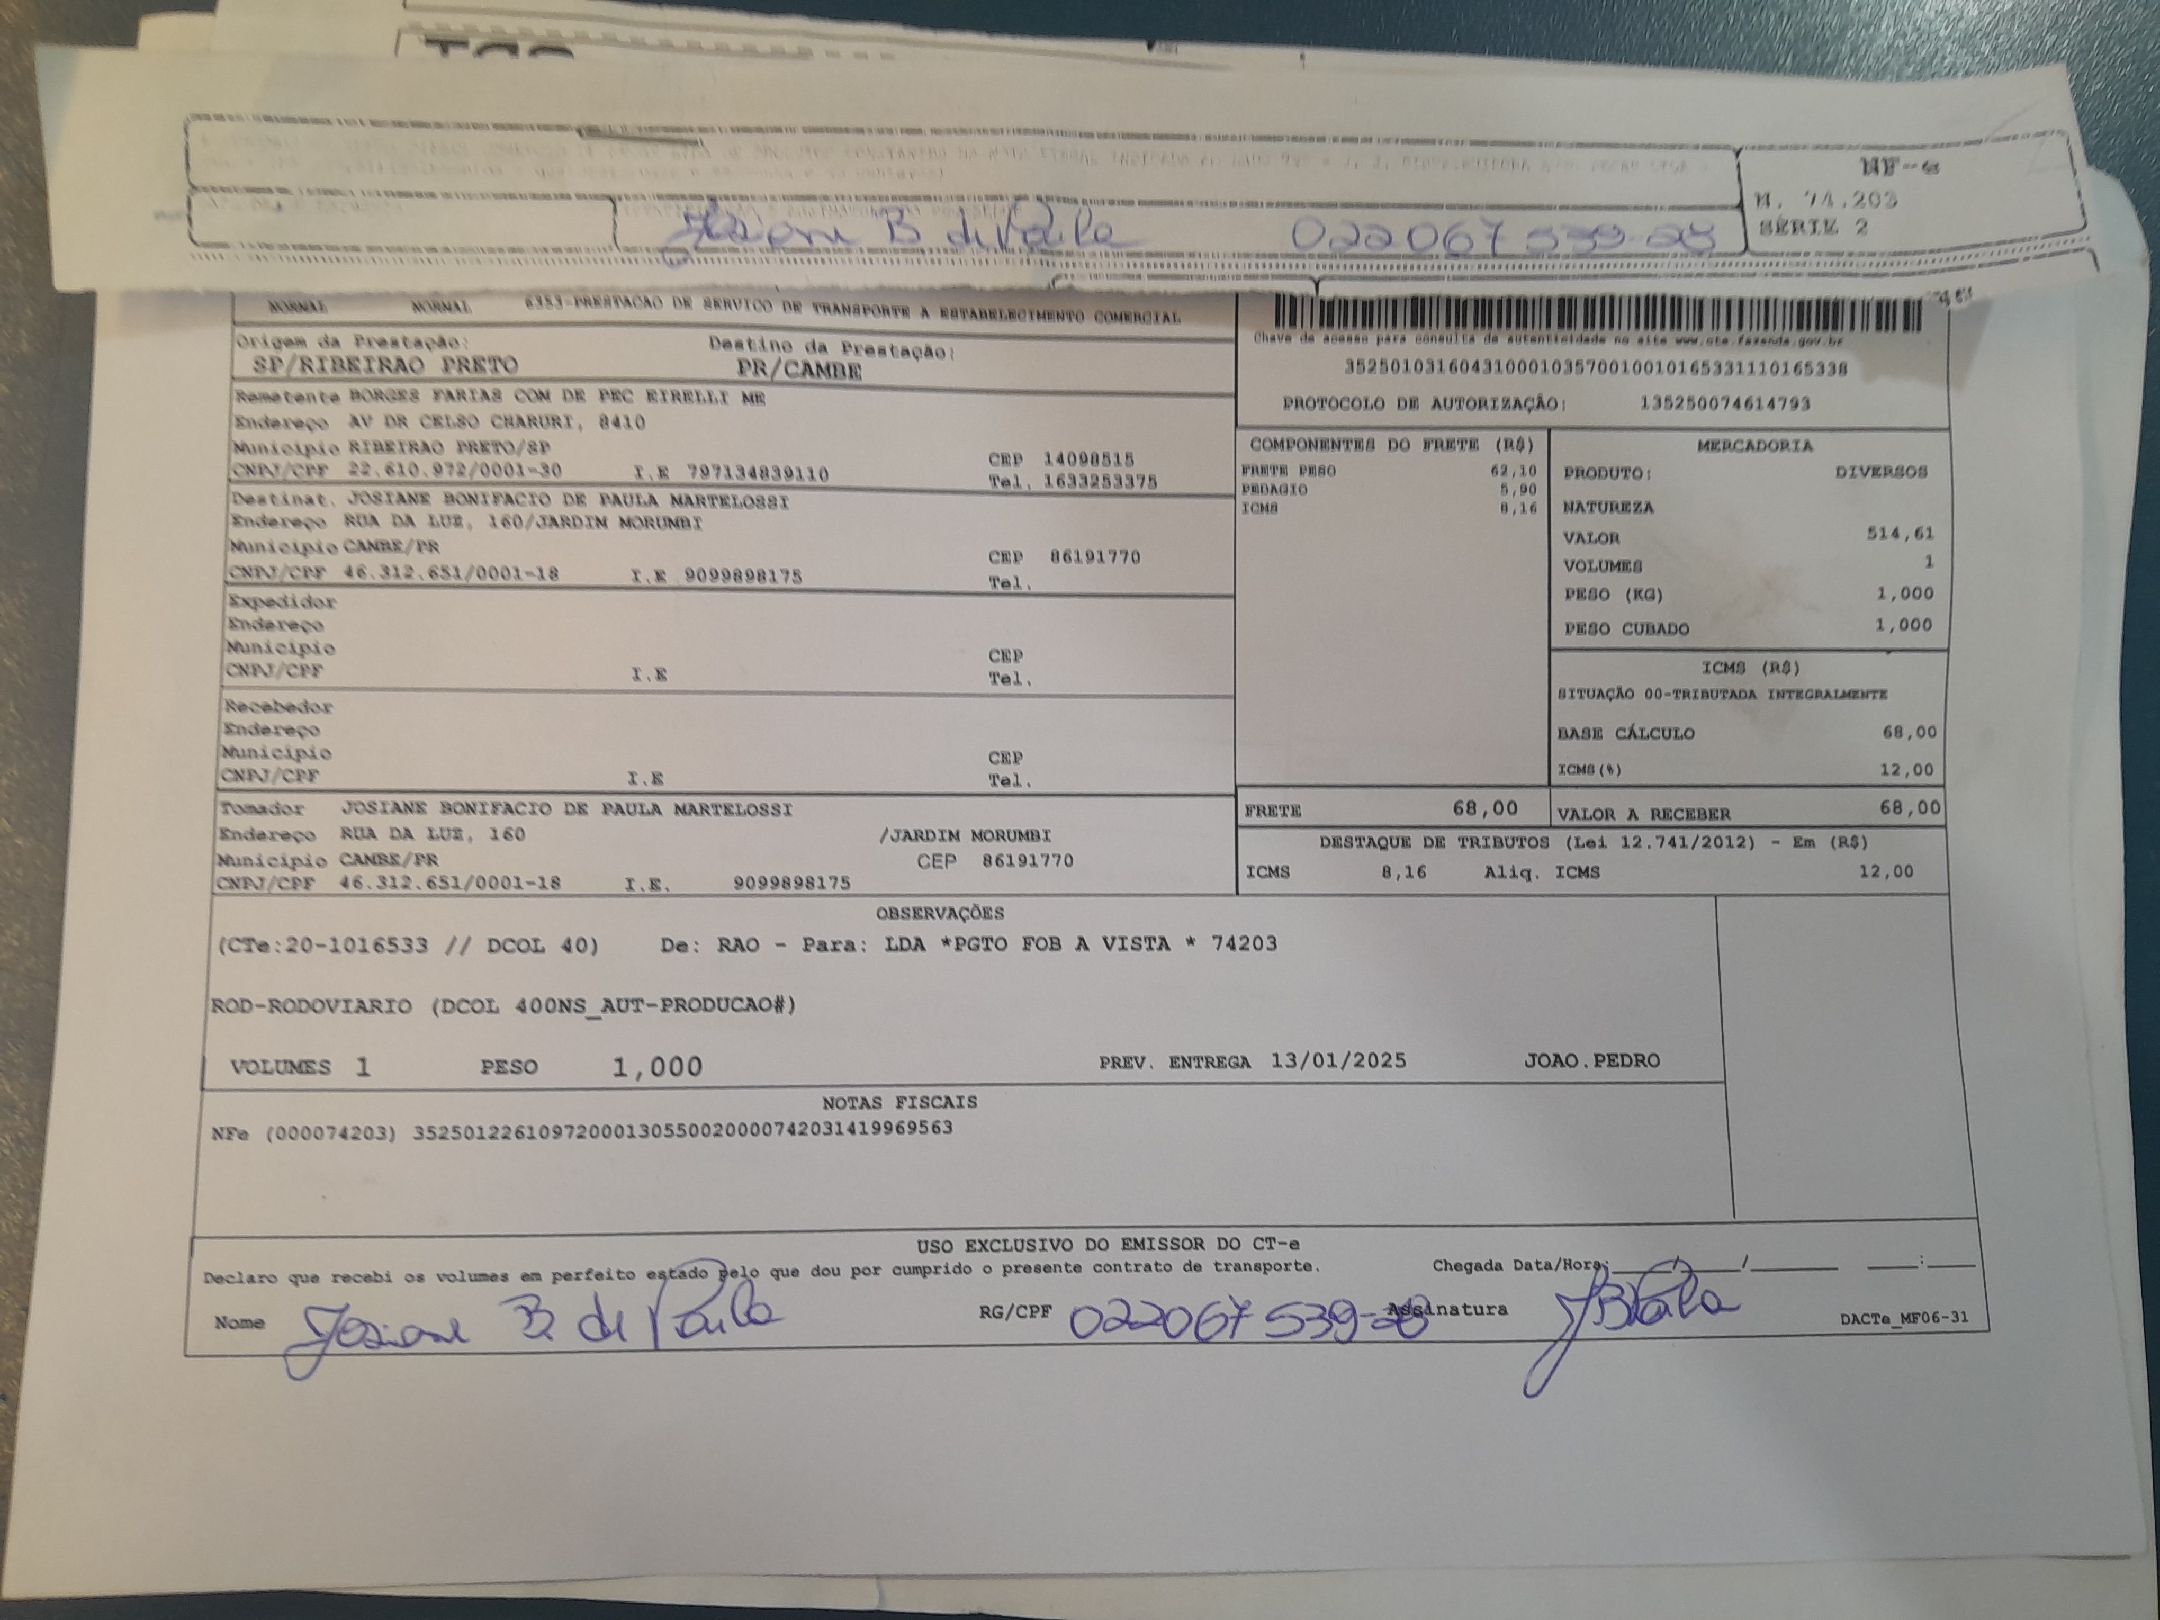 NF-e
N. 74.203
SÉRIE 2
Josiane B de Paula 022067539-28
NORMAL NORMAL 6353-PRESTACAO DE SERVICO DE TRANSPORTE A ESTABELECIMENTO COMERCIAL
Origem da Prestação: Destino da Prestação:
SP/RIBEIRAO PRETO PR/CAMBE
Remetente BORGES FARIAS COM DE PEC EIRELLI ME
Endereço AV DR CELSO CHARURI, 8410
Municipio RIBEIRAO PRETO/SP CEP 14098515
CNPJ/CPF 22.610.972/0001-30 I.E 797134839110 Tel. 1633253375
Destinat. JOSIANE BONIFACIO DE PAULA MARTELOSSI
Endereço RUA DA LUZ, 160/JARDIM MORUMBI
Municipio CAMBE/PR CEP 86191770
CNPJ/CPF 46.312.651/0001-18 I.E 9099898175 Tel.
Expedidor
Endereço
Municipio CEP
CNPJ/CPF I.E Tel.
Recebedor
Endereço
Municipio CEP
CNPJ/CPF I.E Tel.
Tomador JOSIANE BONIFACIO DE PAULA MARTELOSSI
Endereço RUA DA LUZ, 160 /JARDIM MORUMBI
Municipio CAMBE/PR CEP 86191770
CNPJ/CPF 46.312.651/0001-18 I.E. 9099898175
Chave de acesso para consulta de autenticidade no site www.cte.fazenda.gov.br
35250103160431000103570010010165331110165338
PROTOCOLO DE AUTORIZAÇÃO: 135250074614793
COMPONENTES DO FRETE (R$)
FRETE PESO 62,10
PEDAGIO 5,90
ICMS 8,16
MERCADORIA
PRODUTO: DIVERSOS
NATUREZA
VALOR 514,61
VOLUMES 1
PESO (KG) 1,000
PESO CUBADO 1,000
ICMS (R$)
SITUAÇÃO 00-TRIBUTADA INTEGRALMENTE
BASE CÁLCULO 68,00
ICMS(%) 12,00
FRETE 68,00 VALOR A RECEBER 68,00
DESTAQUE DE TRIBUTOS (Lei 12.741/2012) - Em (R$)
ICMS 8,16 Aliq. ICMS 12,00
OBSERVAÇÕES
(CTe:20-1016533 // DCOL 40) De: RAO - Para: LDA *PGTO FOB A VISTA * 74203
ROD-RODOVIARIO (DCOL 400NS_AUT-PRODUCAO#)
VOLUMES 1 PESO 1,000 PREV. ENTREGA 13/01/2025 JOAO.PEDRO
NOTAS FISCAIS
NFe (000074203) 35250122610972000130550020000742031419969563
USO EXCLUSIVO DO EMISSOR DO CT-e
Declaro que recebi os volumes em perfeito estado pelo que dou por cumprido o presente contrato de transporte. Chegada Data/Hora: / / :
Nome Josiane B de Paula RG/CPF 022067539-28 Assinatura JBPaula
DACTe_MF06-31